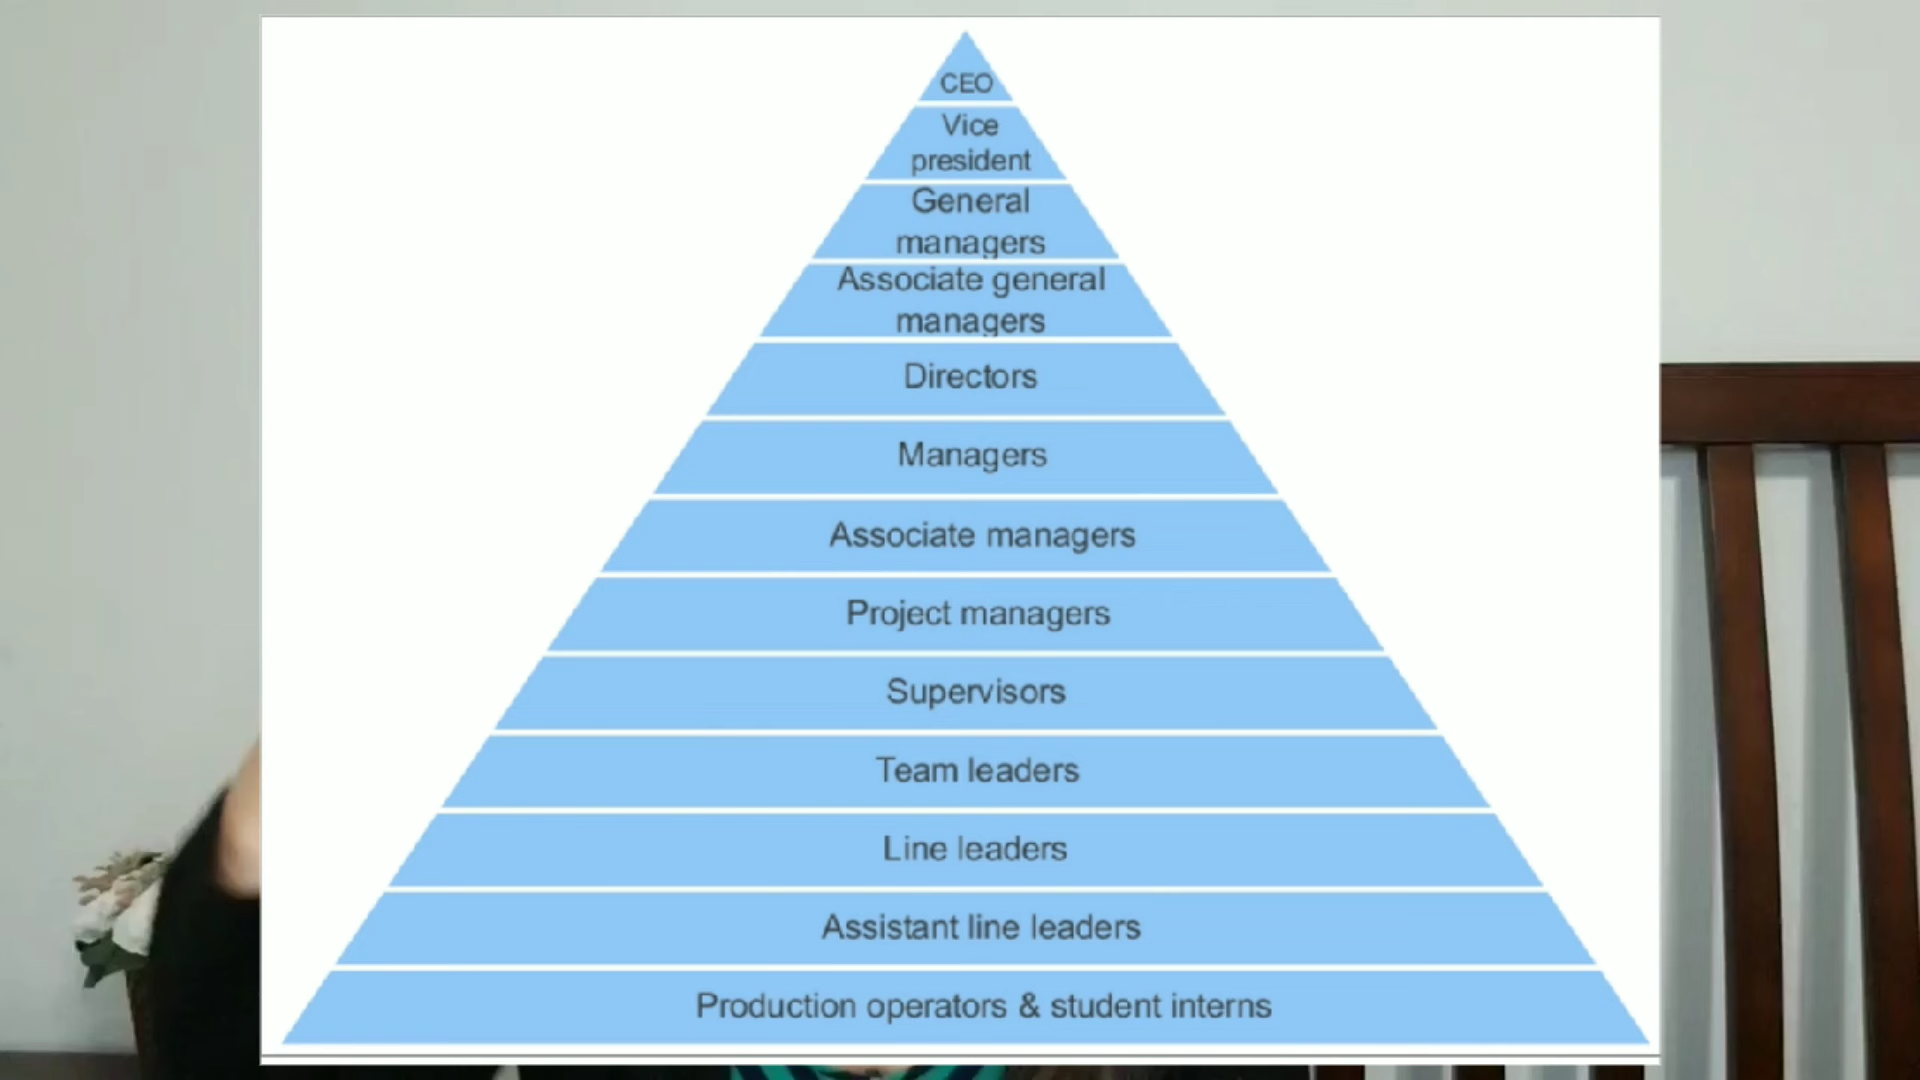 CEO
Vice
president
General
managers
Associate general
managers
Directors
Managers
Associate managers
Project managers
Supervisors
Team leaders
Line leaders
Assistant line leaders
Production operators & student interns